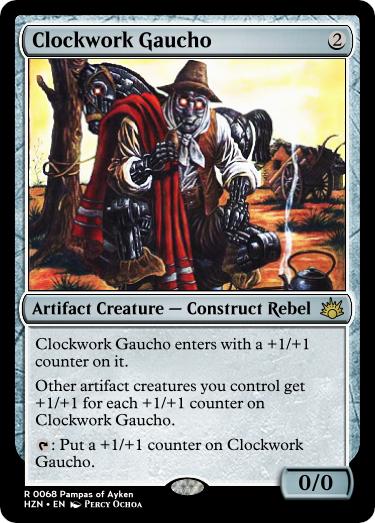 Clockwork Gaucho 2
Artifact Creature — Construct Rebel
Clockwork Gaucho enters with a +1/+1
counter on it.
Other artifact creatures you control get
+1/+1 for each +1/+1 counter on
Clockwork Gaucho.
: Put a +1/+1 counter on Clockwork
Gaucho.
0/0
R 0068 Pampas of Ayken
HZN • EN Percy Ochoa